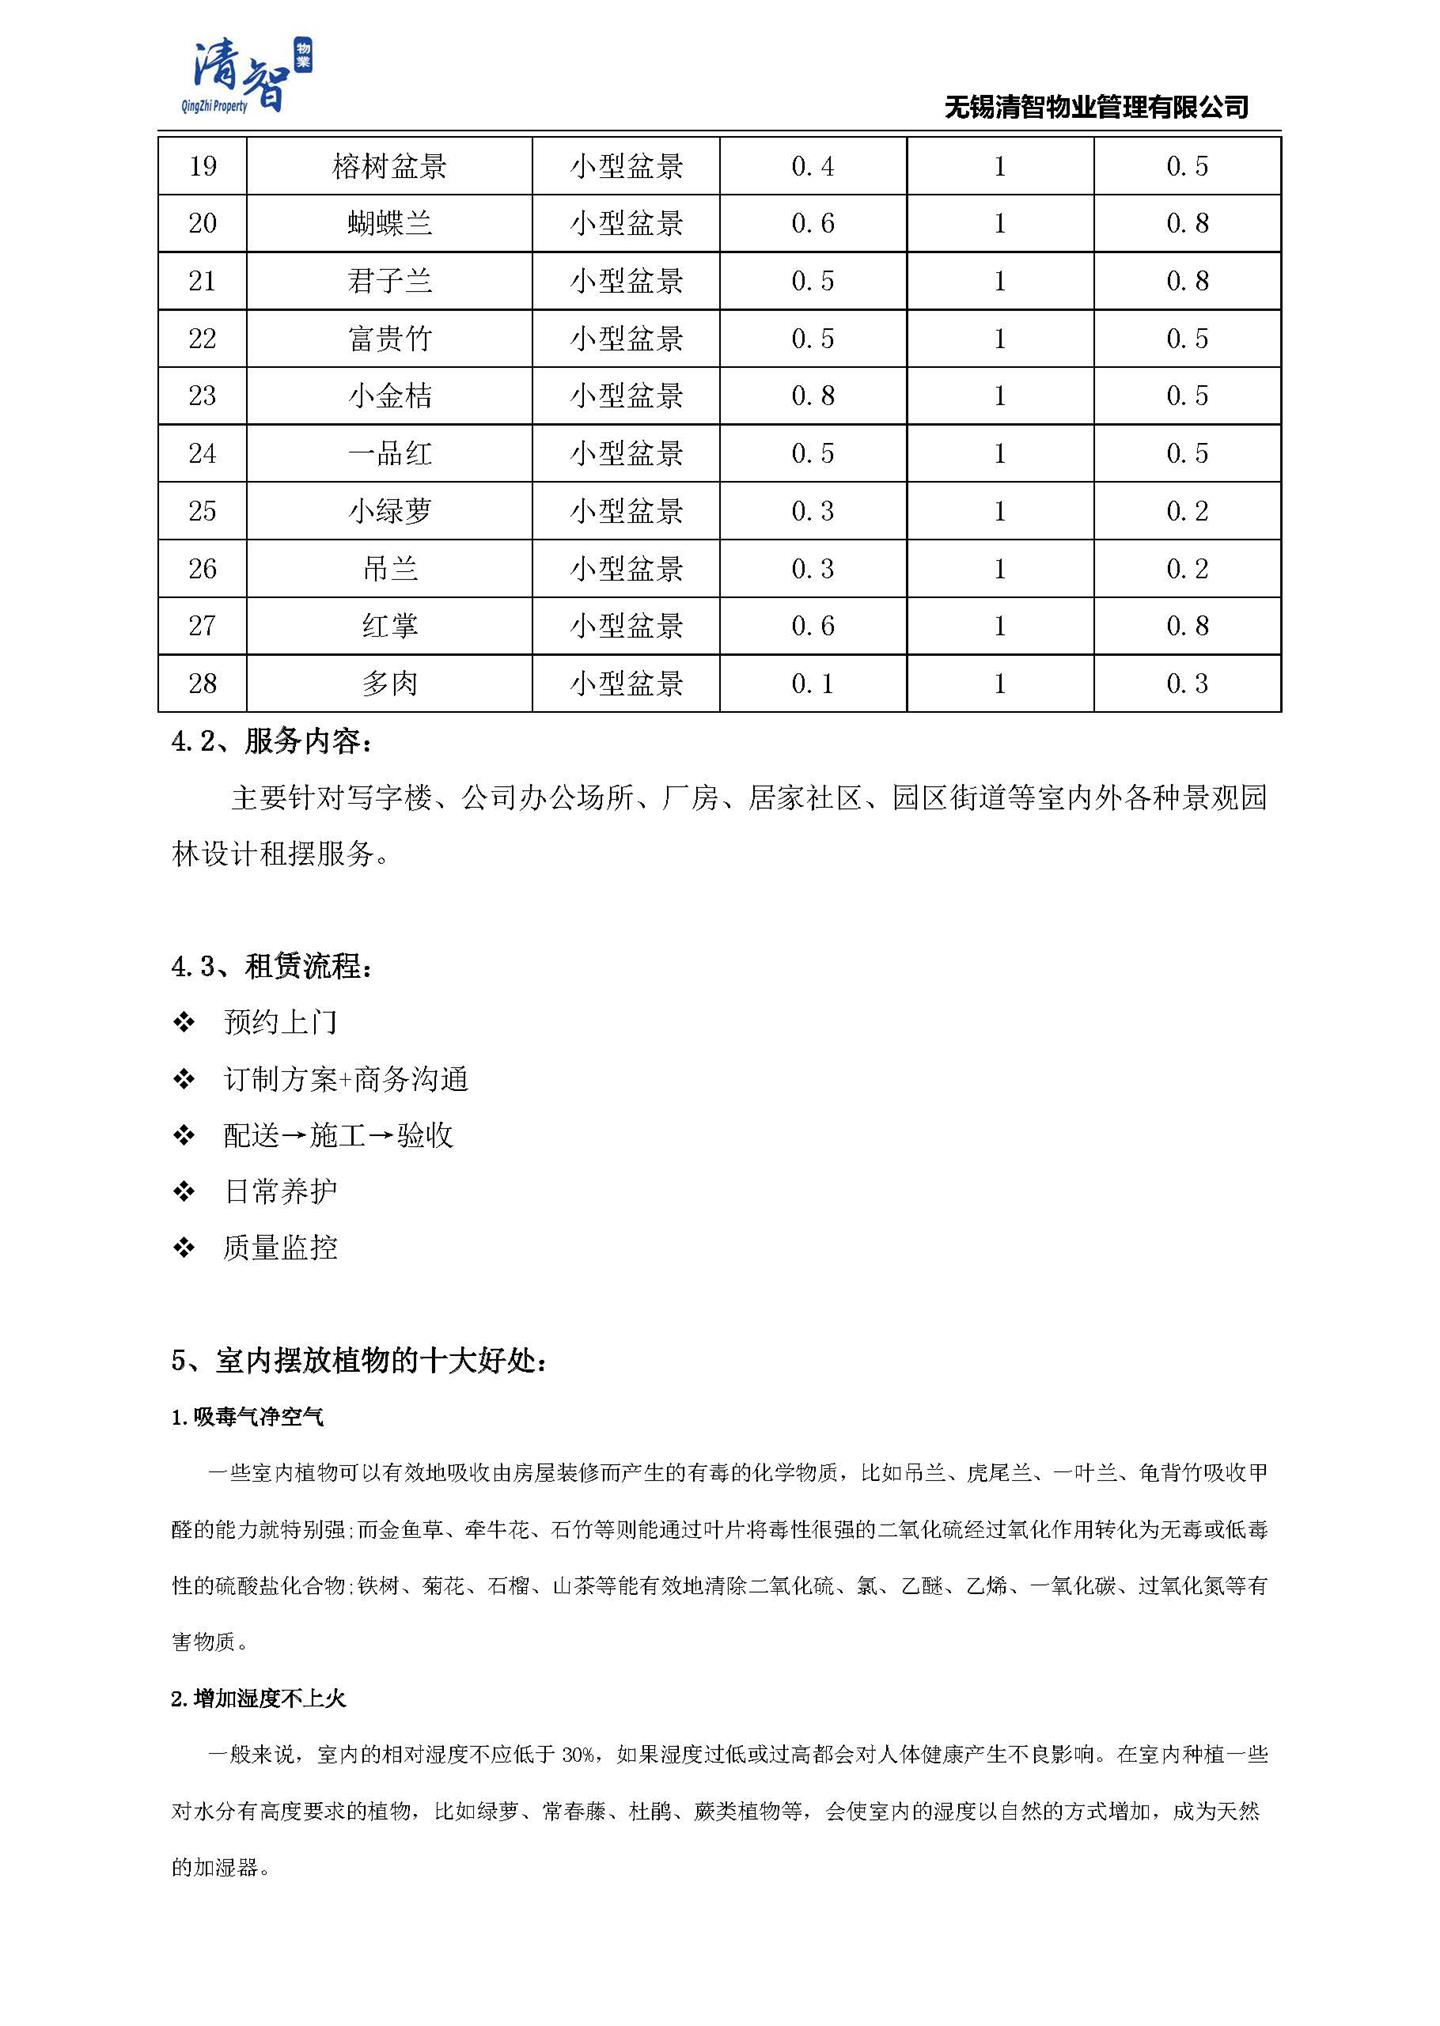 清智
物業
QingZhi Property
无锡清智物业管理有限公司
19 榕树盆景 小型盆景 0.4 1 0.5
20 蝴蝶兰 小型盆景 0.6 1 0.8
21 君子兰 小型盆景 0.5 1 0.8
22 富贵竹 小型盆景 0.5 1 0.5
23 小金桔 小型盆景 0.8 1 0.5
24 一品红 小型盆景 0.5 1 0.5
25 小绿萝 小型盆景 0.3 1 0.2
26 吊兰 小型盆景 0.3 1 0.2
27 红掌 小型盆景 0.6 1 0.8
28 多肉 小型盆景 0.1 1 0.3
4.2、服务内容：
主要针对写字楼、公司办公场所、厂房、居家社区、园区街道等室内外各种景观园
林设计租摆服务。
4.3、租赁流程：
❖ 预约上门
❖ 订制方案+商务沟通
❖ 配送→施工→验收
❖ 日常养护
❖ 质量监控
5、室内摆放植物的十大好处：
1.吸毒气净空气
一些室内植物可以有效地吸收由房屋装修而产生的有毒的化学物质，比如吊兰、虎尾兰、一叶兰、龟背竹吸收甲
醛的能力就特别强;而金鱼草、牵牛花、石竹等则能通过叶片将毒性很强的二氧化硫经过氧化作用转化为无毒或低毒
性的硫酸盐化合物;铁树、菊花、石榴、山茶等能有效地清除二氧化硫、氯、乙醚、乙烯、一氧化碳、过氧化氮等有
害物质。
2.增加湿度不上火
一般来说，室内的相对湿度不应低于 30%，如果湿度过低或过高都会对人体健康产生不良影响。在室内种植一些
对水分有高度要求的植物，比如绿萝、常春藤、杜鹃、蕨类植物等，会使室内的湿度以自然的方式增加，成为天然
的加湿器。